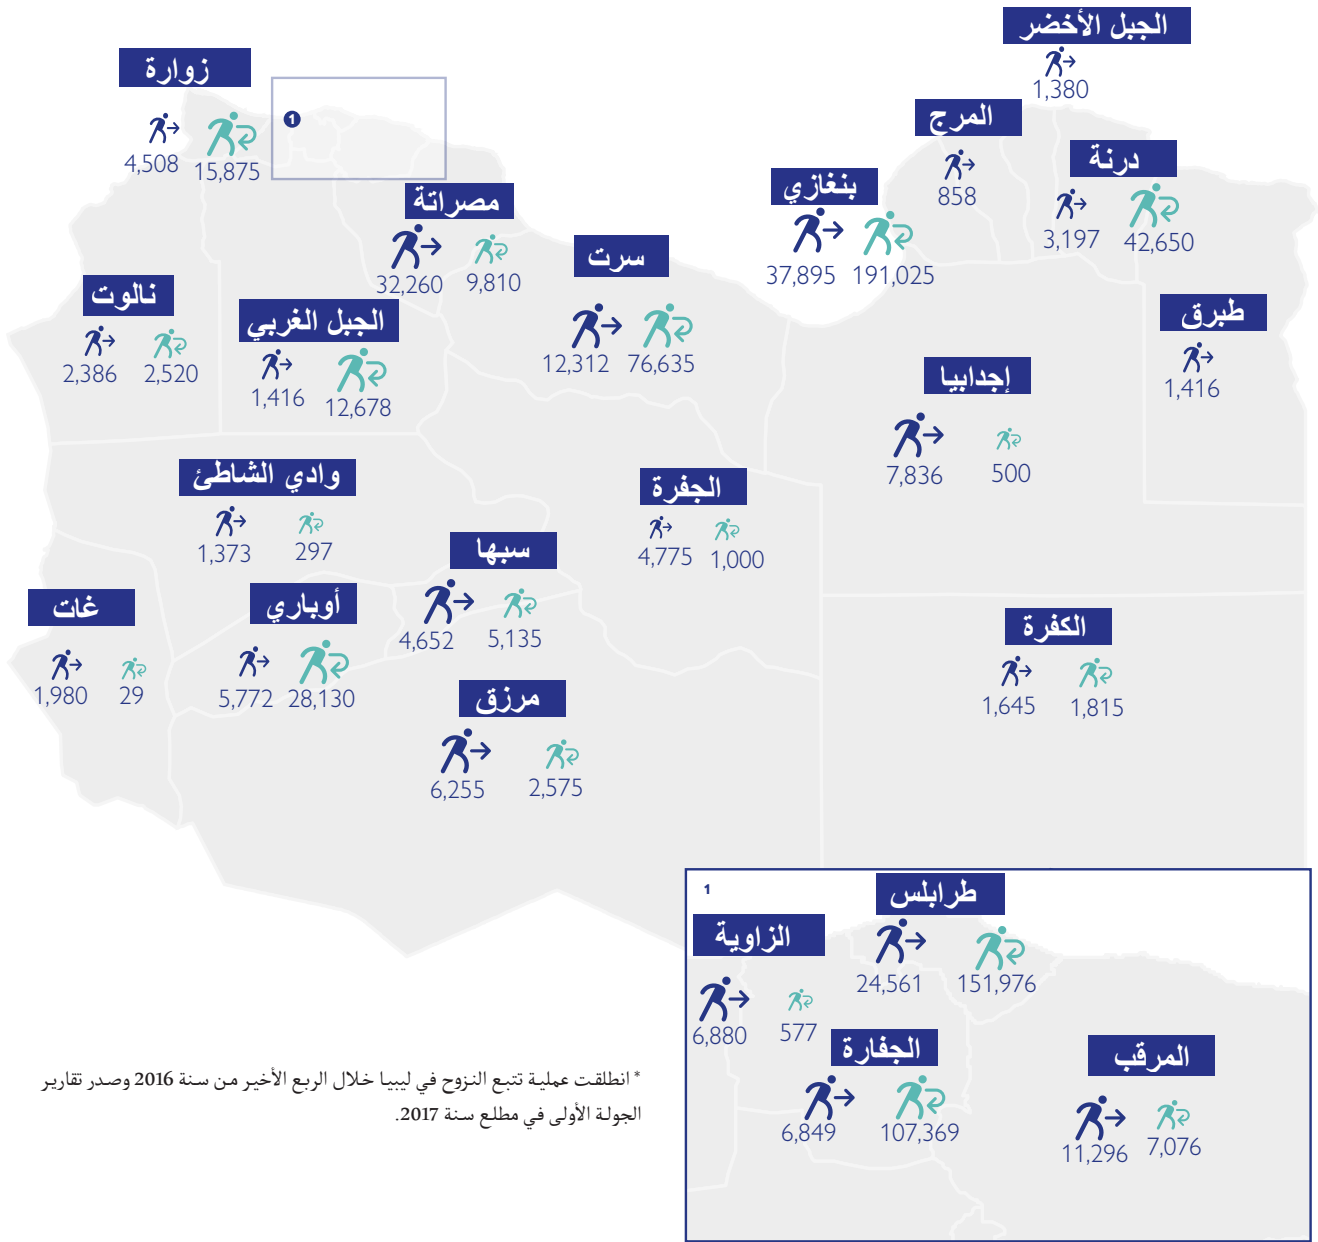 الجبل الأخضر
1,380
زوارة
4,508 15,875
1
المرج
858
درنة
3,197 42,650
بنغازي
37,895 191,025
مصراتة
32,260 9,810
سرت
12,312 76,635
نالوت
2,386 2,520
الجبل الغربي
1,416 12,678
طبرق
1,416
إجدابيا
7,836 500
وادي الشاطئ
1,373 297
الجفرة
4,775 1,000
سبها
4,652 5,135
غات
1,980 29
أوباري
5,772 28,130
الكفرة
1,645 1,815
مرزق
6,255 2,575
1
طرابلس
24,561 151,976
الزاوية
6,880 577
الجفارة
6,849 107,369
المرقب
11,296 7,076
* انطلقت عملية تتبع النزوح في ليبيا خلال الربع الأخير من سنة 2016 وصدر تقارير
الجولة الأولى في مطلع سنة 2017.